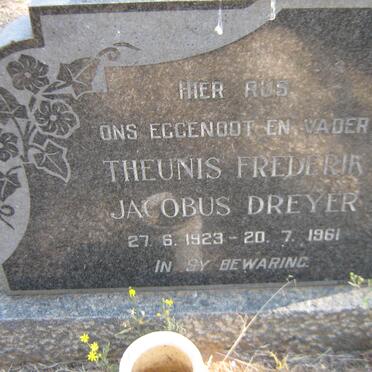 HIER RUS
ONS EGGENOOT EN VADER
THEUNIS FREDERIK
JACOBUS DREYER
27. 6. 1923 – 20. 7. 1961
IN SY BEWARING.